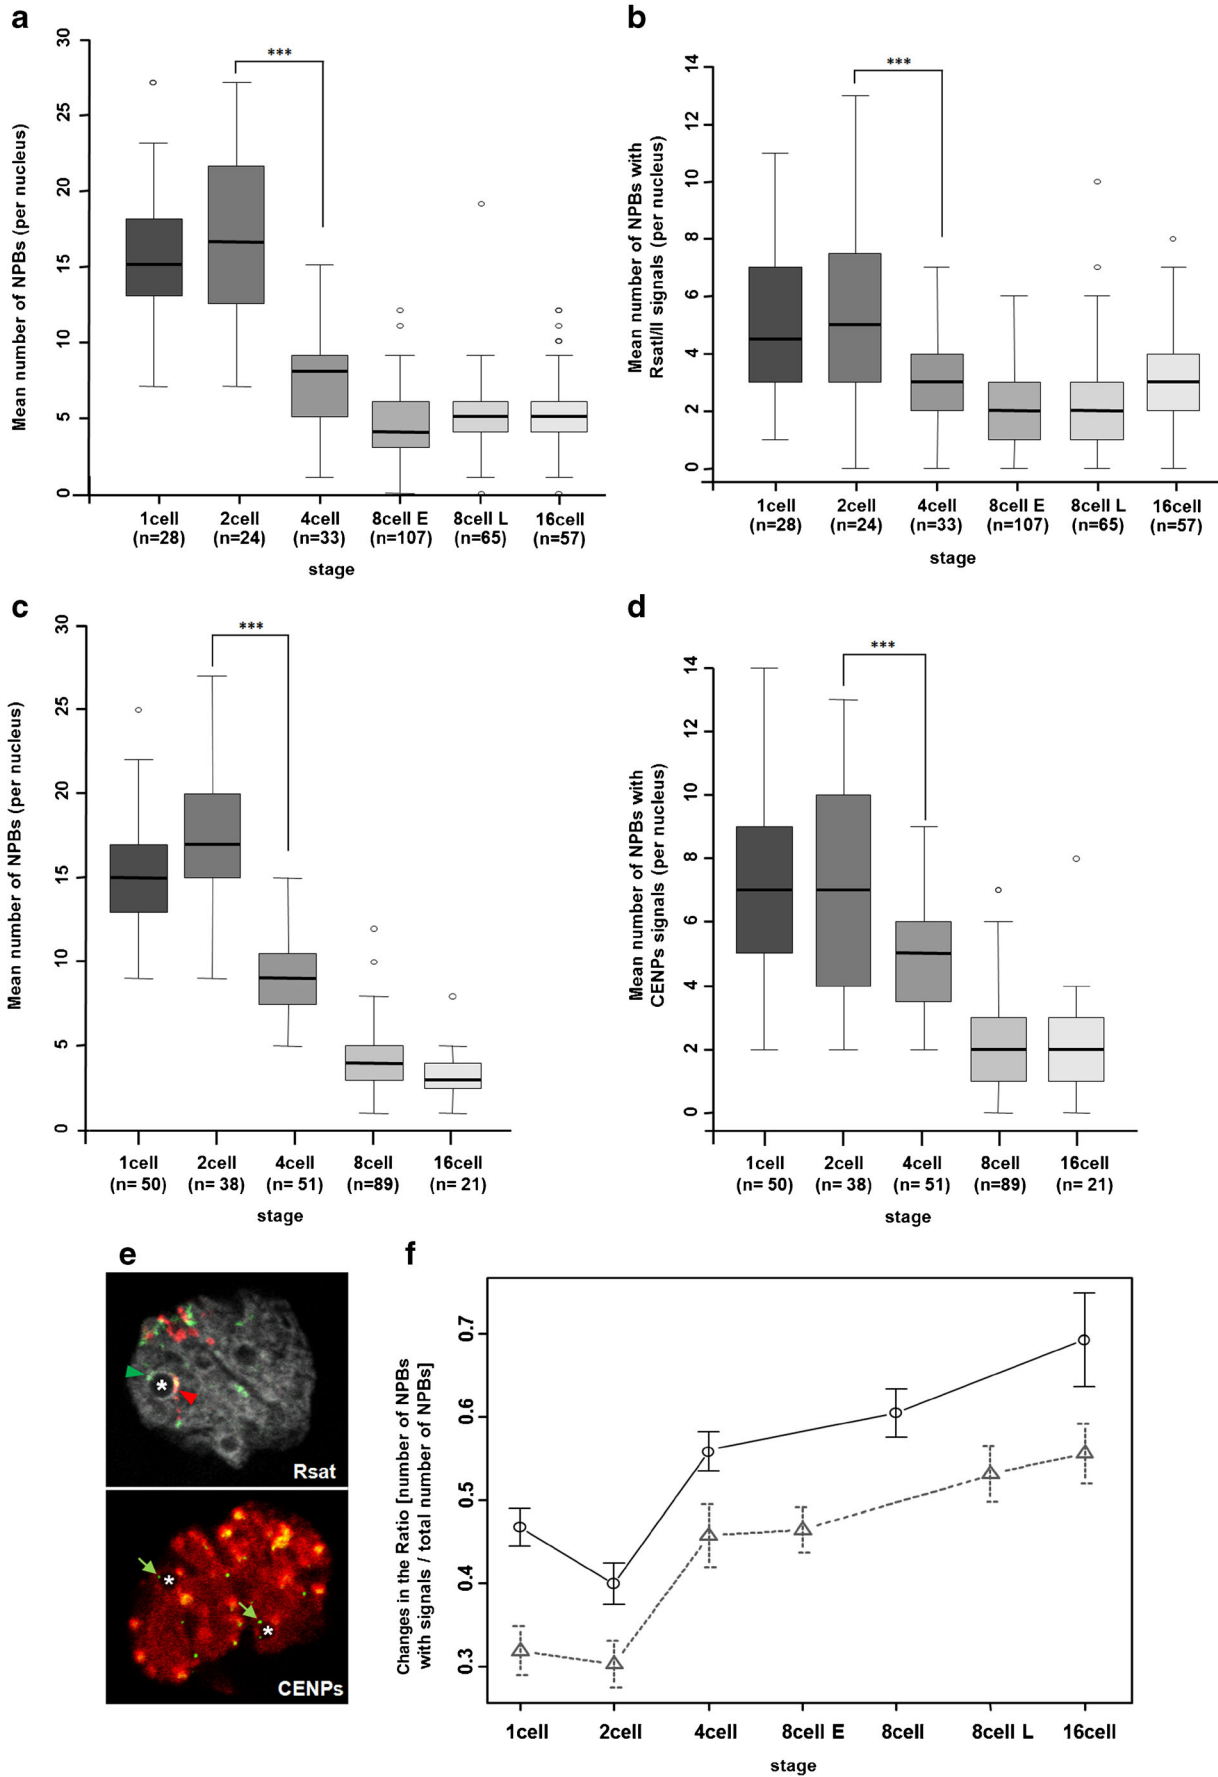 a
Mean number of NPBs (per nucleus)
30
25
20
15
10
5
0
***
1cell 2cell 4cell 8cell E 8cell L 16cell
(n=28) (n=24) (n=33) (n=107) (n=65) (n=57)
stage
b
Mean number of NPBs with
RsatI/II signals (per nucleus)
14
12
10
8
6
4
2
0
***
1cell 2cell 4cell 8cell E 8cell L 16cell
(n=28) (n=24) (n=33) (n=107) (n=65) (n=57)
stage
c
Mean number of NPBs (per nucleus)
30
25
20
15
10
5
0
***
1cell 2cell 4cell 8cell 16cell
(n= 50) (n= 38) (n= 51) (n=89) (n= 21)
stage
d
Mean number of NPBs with
CENPs signals (per nucleus)
14
12
10
8
6
4
2
0
***
1cell 2cell 4cell 8cell 16cell
(n= 50) (n= 38) (n= 51) (n=89) (n= 21)
stage
e
*
Rsat
*
*
CENPs
f
Changes in the Ratio [number of NPBs
with signals / total number of NPBs]
0.7
0.6
0.5
0.4
0.3
1cell 2cell 4cell 8cell E 8cell 8cell L 16cell
stage